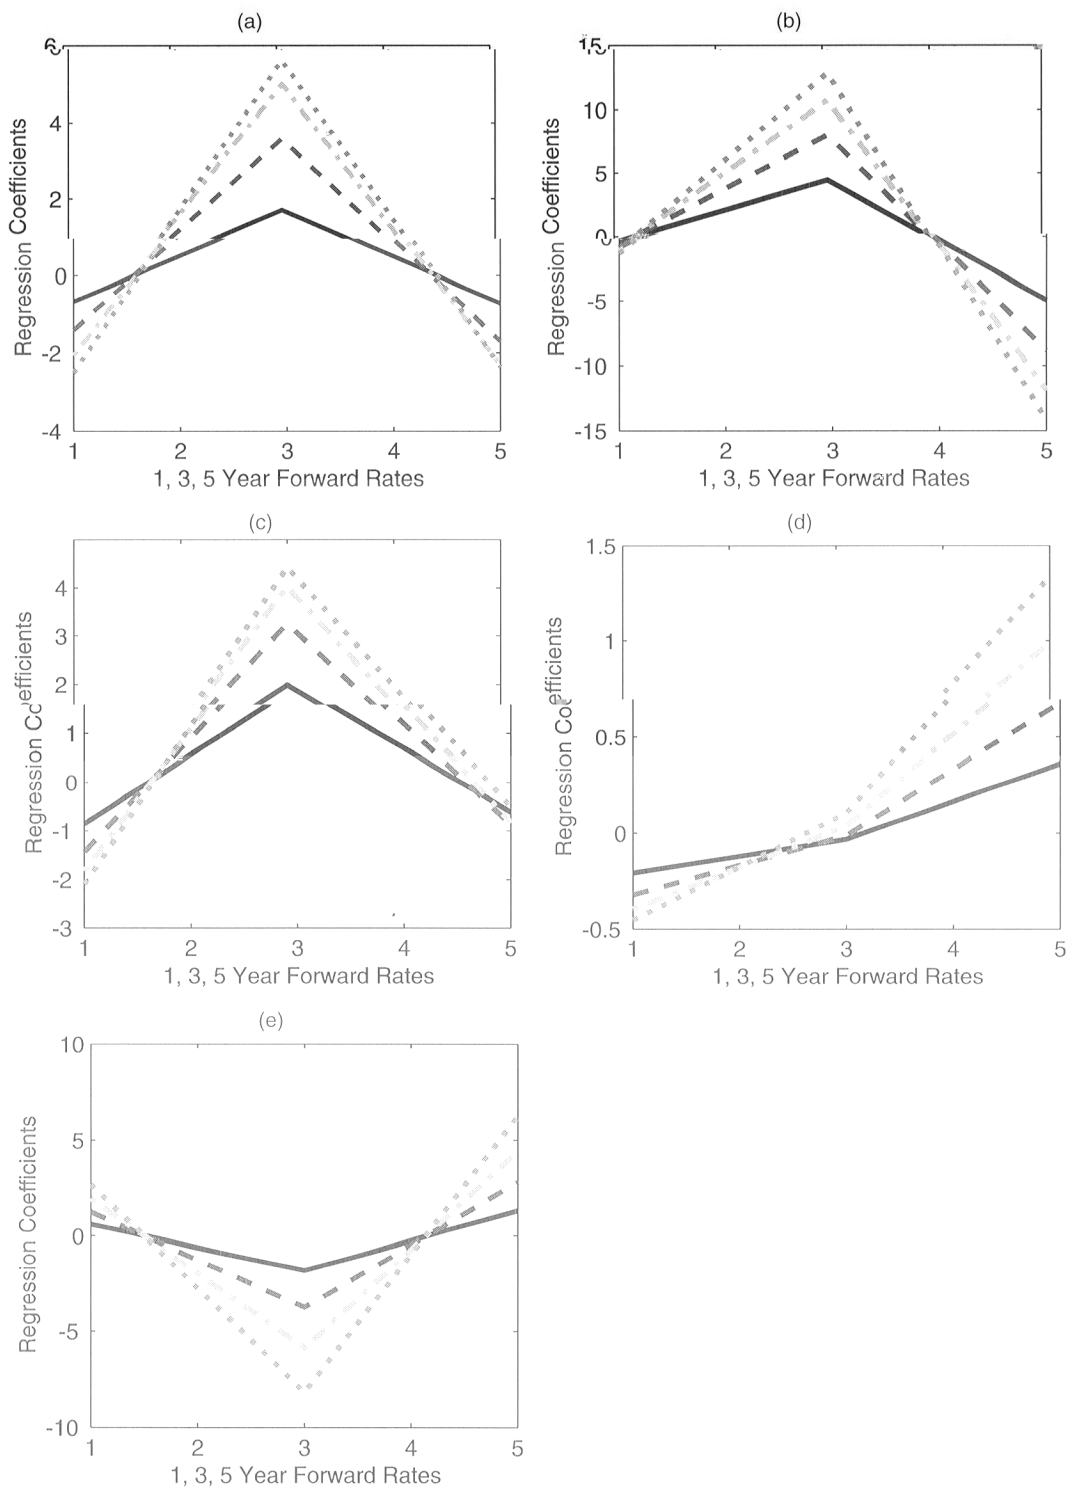 (a)
6
4
2
0
-2
-4
Regression Coefficients
1 2 3 4 5
1, 3, 5 Year Forward Rates
(b)
15
10
5
0
-5
-10
-15
Regression Coefficients
1 2 3 4 5
1, 3, 5 Year Forward Rates
(c)
4
3
2
1
0
-1
-2
-3
Regression Coefficients
1 2 3 4 5
1, 3, 5 Year Forward Rates
(d)
1.5
1
0.5
0
-0.5
Regression Coefficients
1 2 3 4 5
1, 3, 5 Year Forward Rates
(e)
10
5
0
-5
-10
Regression Coefficients
1 2 3 4 5
1, 3, 5 Year Forward Rates